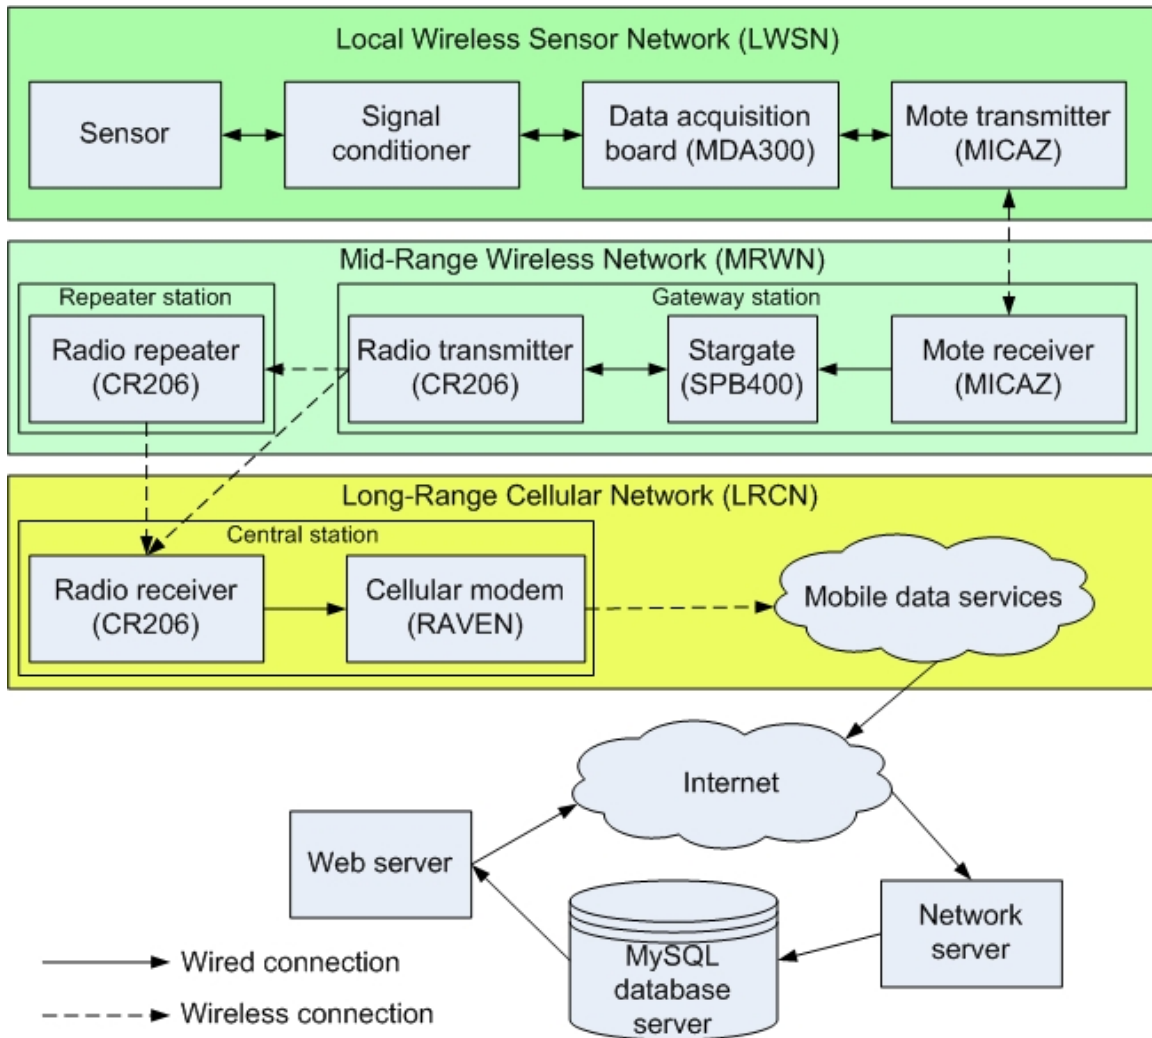 Local Wireless Sensor Network (LWSN)
Sensor
Signal
conditioner
Data acquisition
board (MDA300)
Mote transmitter
(MICAZ)
Mid-Range Wireless Network (MRWN)
Repeater station
Radio repeater
(CR206)
Gateway station
Radio transmitter
(CR206)
Stargate
(SPB400)
Mote receiver
(MICAZ)
Long-Range Cellular Network (LRCN)
Central station
Radio receiver
(CR206)
Cellular modem
(RAVEN)
Mobile data services
Internet
Web server
MySQL
database
server
Network
server
Wired connection
Wireless connection